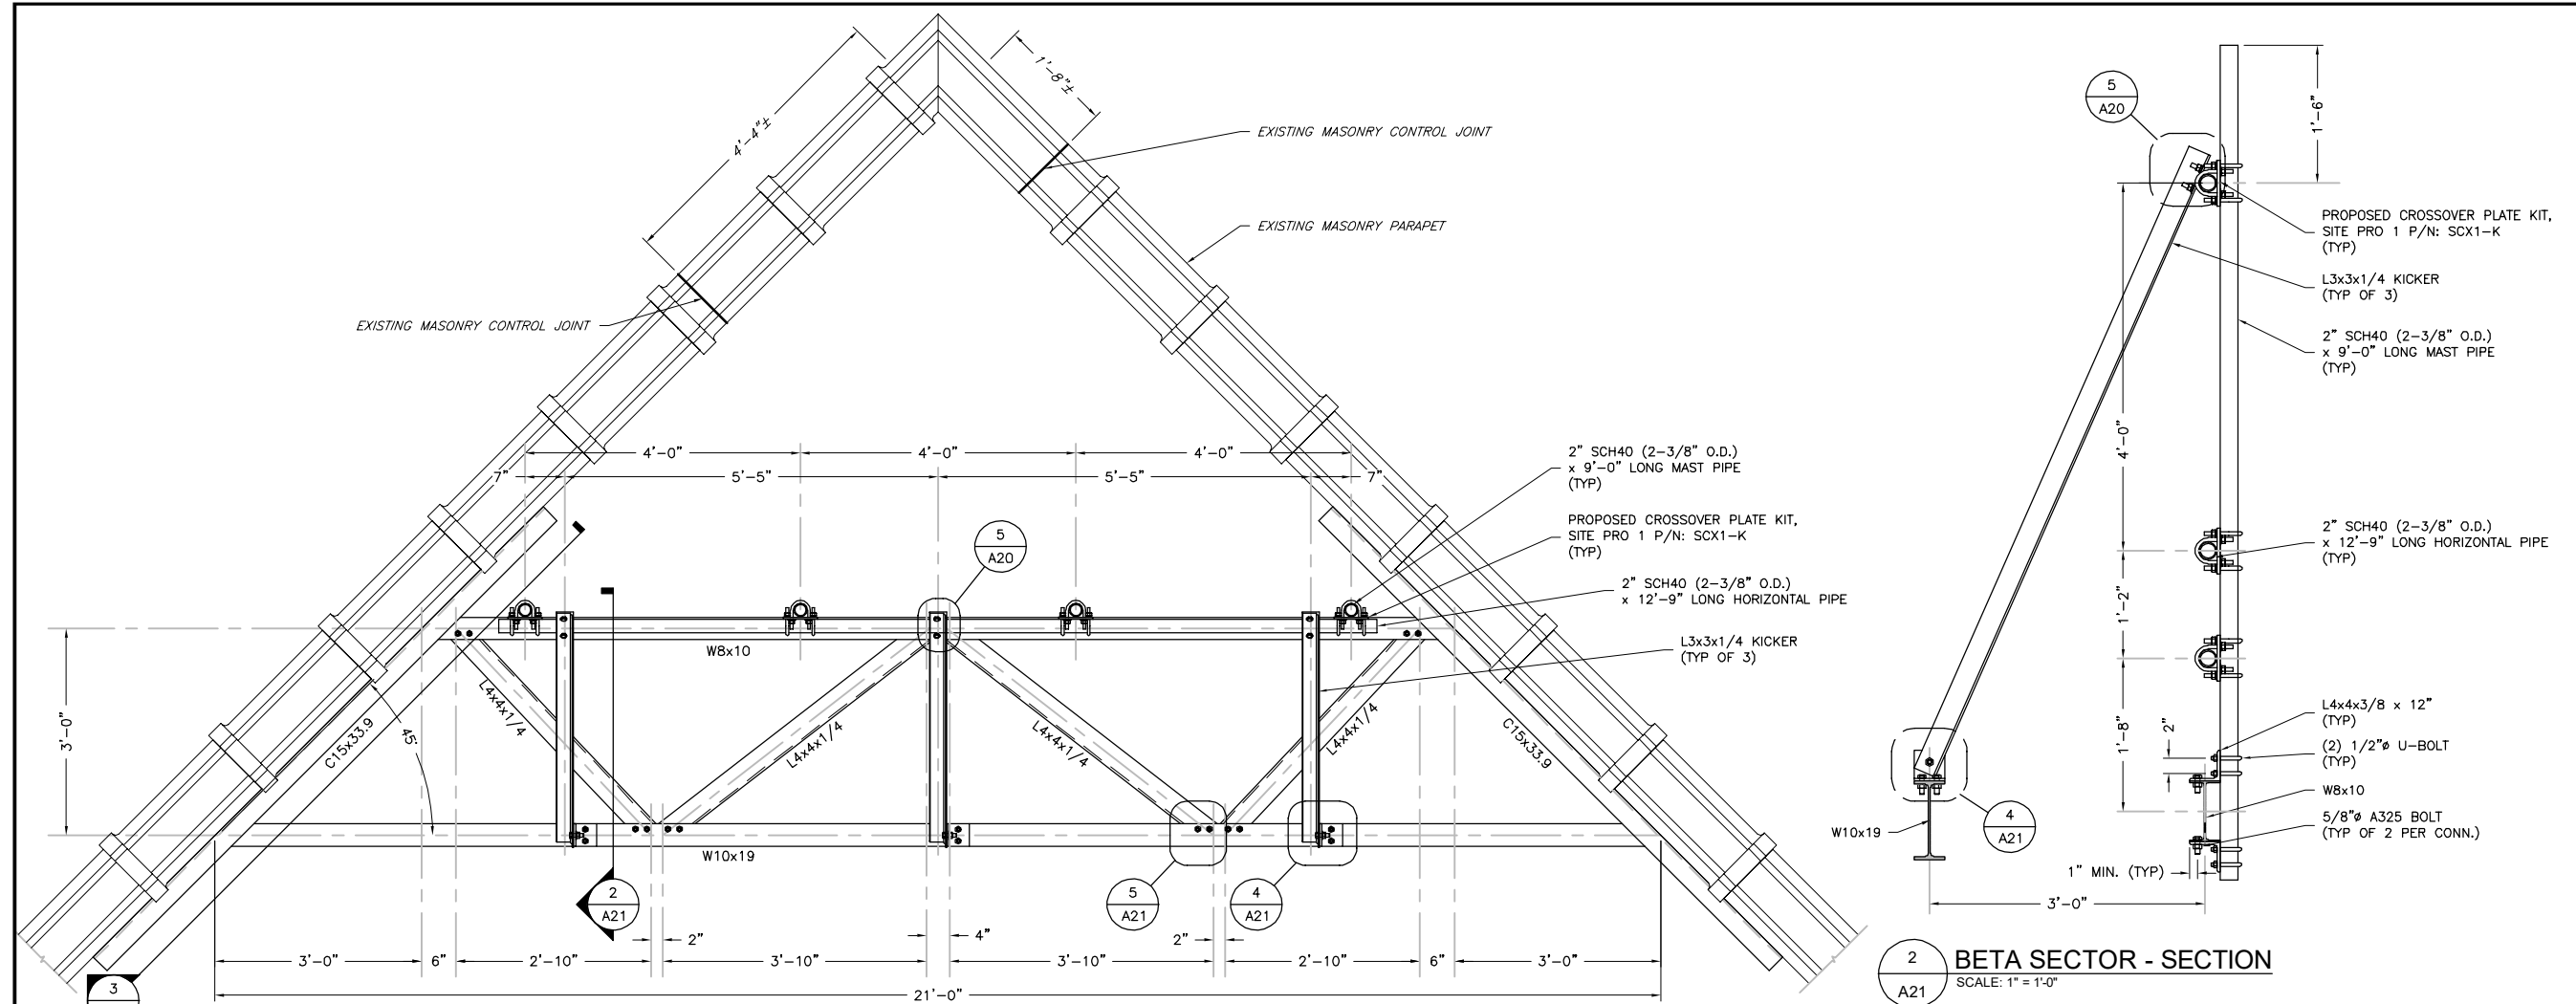 4'-4"±
1'-8"±
EXISTING MASONRY CONTROL JOINT
EXISTING MASONRY PARAPET
EXISTING MASONRY CONTROL JOINT
4'-0"
4'-0"
4'-0"
7"
5'-5"
5'-5"
7"
2" SCH40 (2-3/8" O.D.)
x 9'-0" LONG MAST PIPE
(TYP)
PROPOSED CROSSOVER PLATE KIT,
SITE PRO 1 P/N: SCX1-K
(TYP)
2" SCH40 (2-3/8" O.D.)
x 12'-9" LONG HORIZONTAL PIPE
L3x3x1/4 KICKER
(TYP OF 3)
5
A20
W8x10
3'-0"
C15x33.9
45°
L4x4x1/4
L4x4x1/4
L4x4x1/4
L4x4x1/4
C15x33.9
W10x19
2
A21
5
A21
4
A21
2"
4"
2"
3'-0"
6"
2'-10"
3'-10"
3'-10"
2'-10"
6"
3'-0"
21'-0"
3
5
A20
1'-6"
PROPOSED CROSSOVER PLATE KIT,
SITE PRO 1 P/N: SCX1-K
(TYP)
L3x3x1/4 KICKER
(TYP OF 3)
2" SCH40 (2-3/8" O.D.)
x 9'-0" LONG MAST PIPE
(TYP)
4'-0"
2" SCH40 (2-3/8" O.D.)
x 12'-9" LONG HORIZONTAL PIPE
(TYP)
1'-2"
1'-8"
2"
L4x4x3/8 x 12"
(TYP)
(2) 1/2"ø U-BOLT
(TYP)
W8x10
5/8"ø A325 BOLT
(TYP OF 2 PER CONN.)
W10x19
4
A21
1" MIN. (TYP)
3'-0"
2
A21
BETA SECTOR - SECTION
SCALE: 1" = 1'-0"